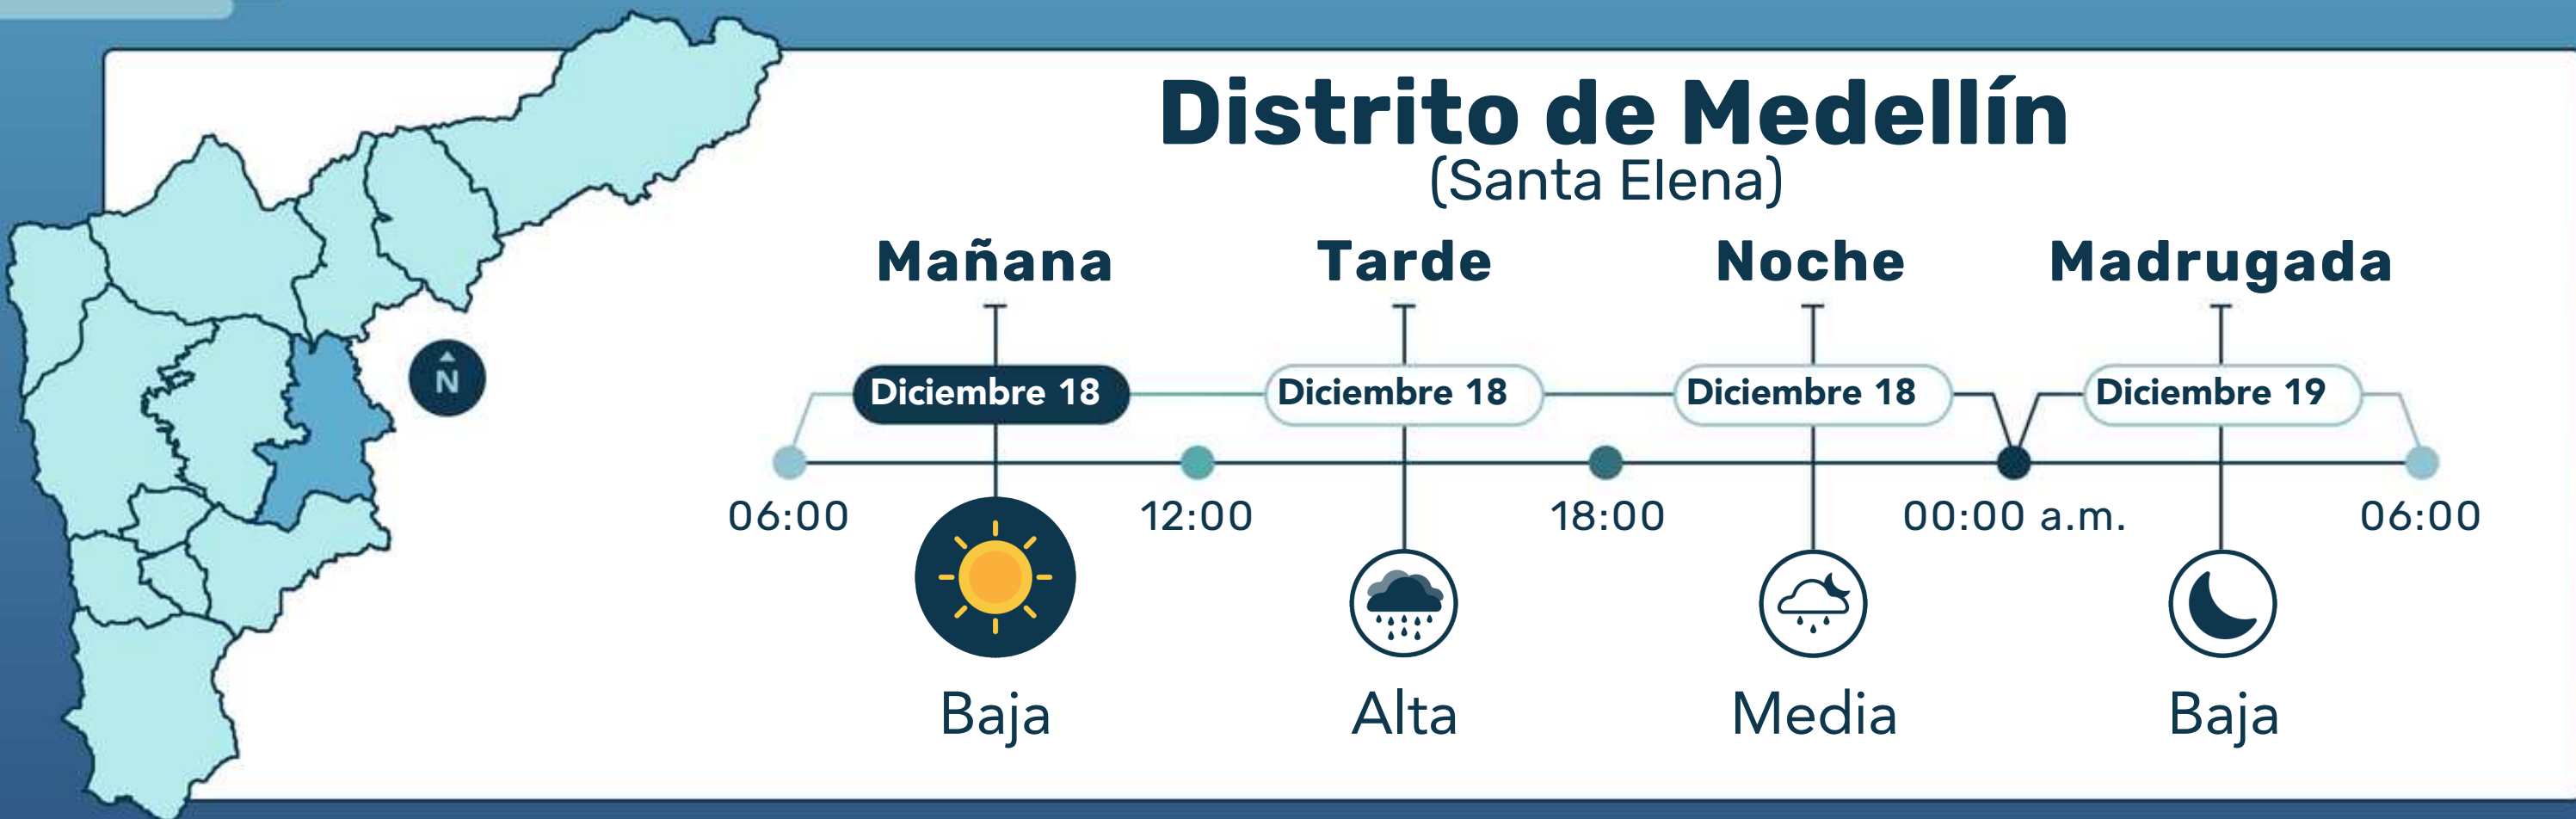 Distrito de Medellín
(Santa Elena)
Mañana Tarde Noche Madrugada
N
Diciembre 18 Diciembre 18 Diciembre 18 Diciembre 19
06:00 12:00 18:00 00:00 a.m. 06:00
Baja Alta Media Baja